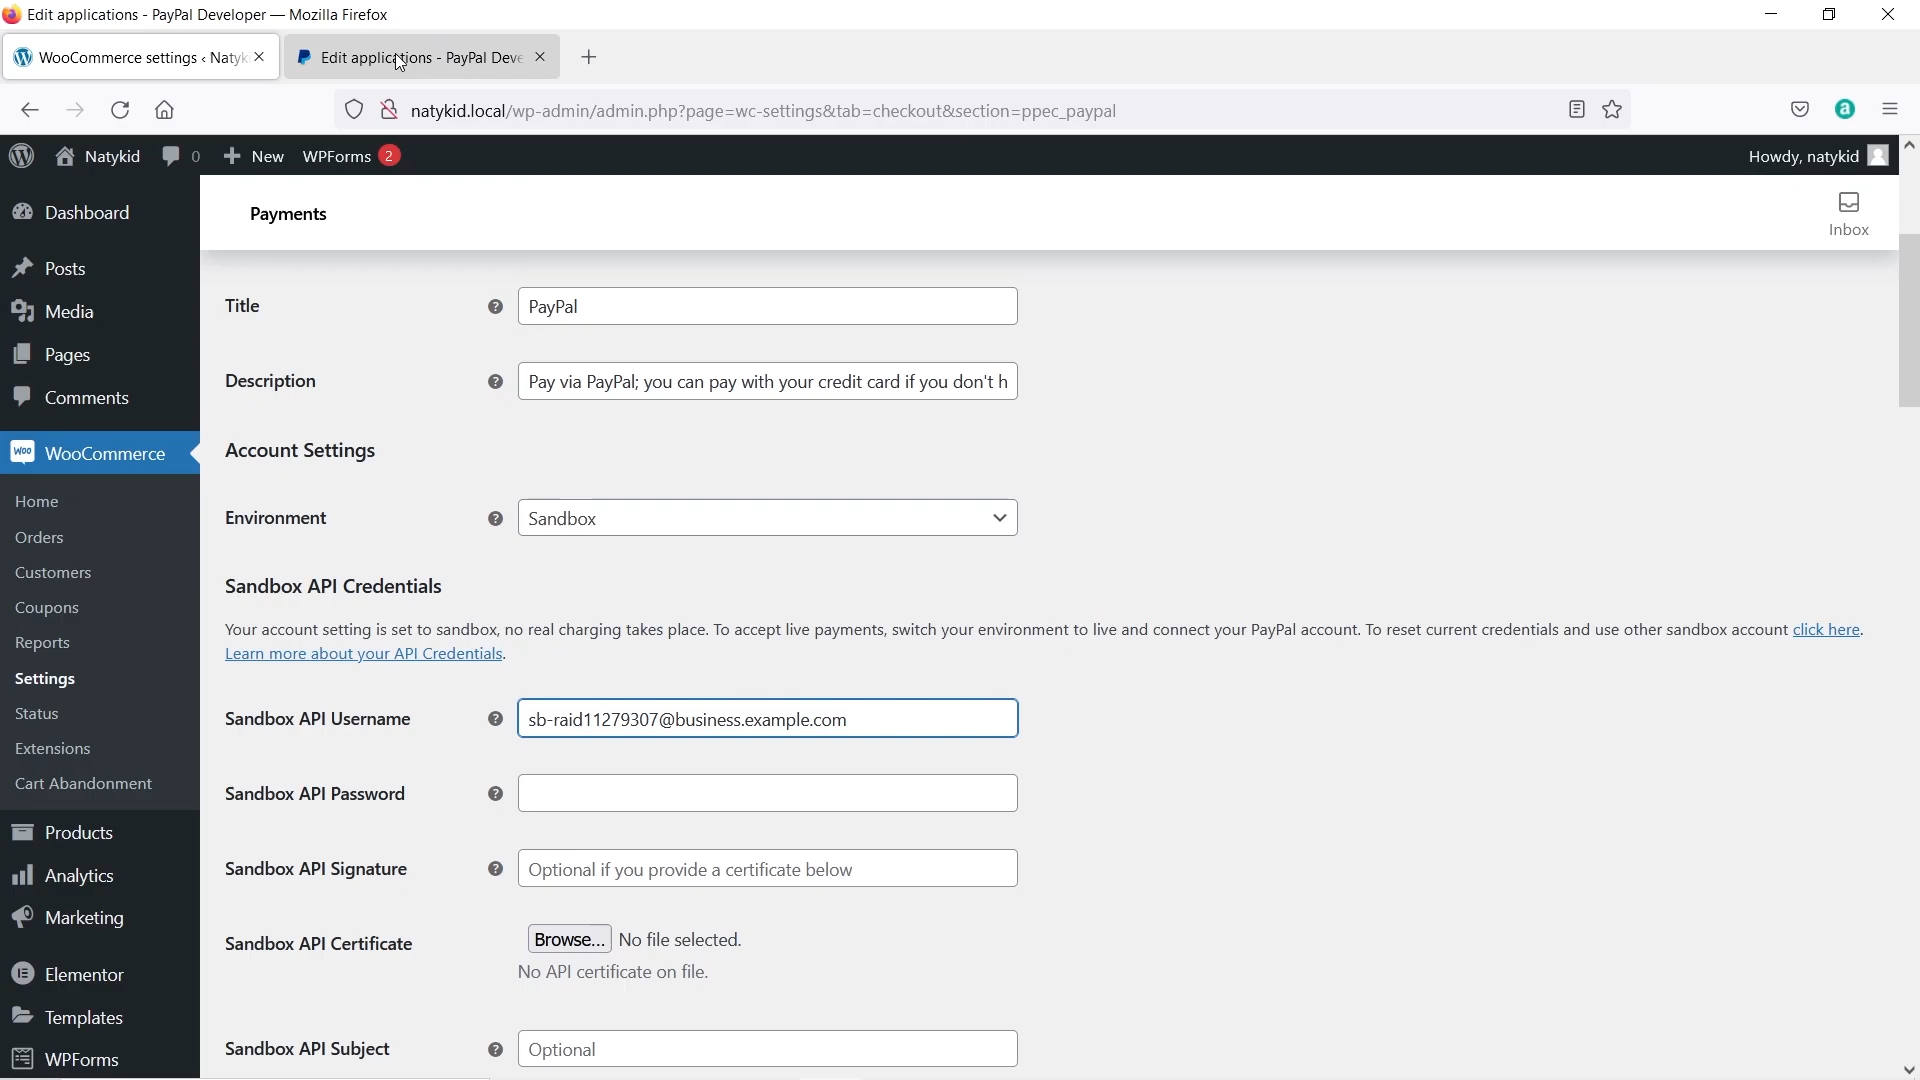 Edit applications - PayPal Developer — Mozilla Firefox
WooCommerce settings ‹ Natyk
Edit applications - PayPal Deve
natykid.local/wp-admin/admin.php?page=wc-settings&tab=checkout&section=ppec_paypal
a
Natykid
0
New
WPForms 2
Howdy, natykid
Dashboard
Posts
Media
Pages
Comments
Woo WooCommerce
Home
Orders
Customers
Coupons
Reports
Settings
Status
Extensions
Cart Abandonment
Products
Analytics
Marketing
Elementor
Templates
WPForms
Payments
Inbox
Title ? PayPal
Description ? Pay via PayPal; you can pay with your credit card if you don't h
Account Settings
Environment ? Sandbox
Sandbox API Credentials
Your account setting is set to sandbox, no real charging takes place. To accept live payments, switch your environment to live and connect your PayPal account. To reset current credentials and use other sandbox account click here.
Learn more about your API Credentials.
Sandbox API Username ? sb-raid11279307@business.example.com
Sandbox API Password ?
Sandbox API Signature ? Optional if you provide a certificate below
Sandbox API Certificate Browse... No file selected.
No API certificate on file.
Sandbox API Subject ? Optional